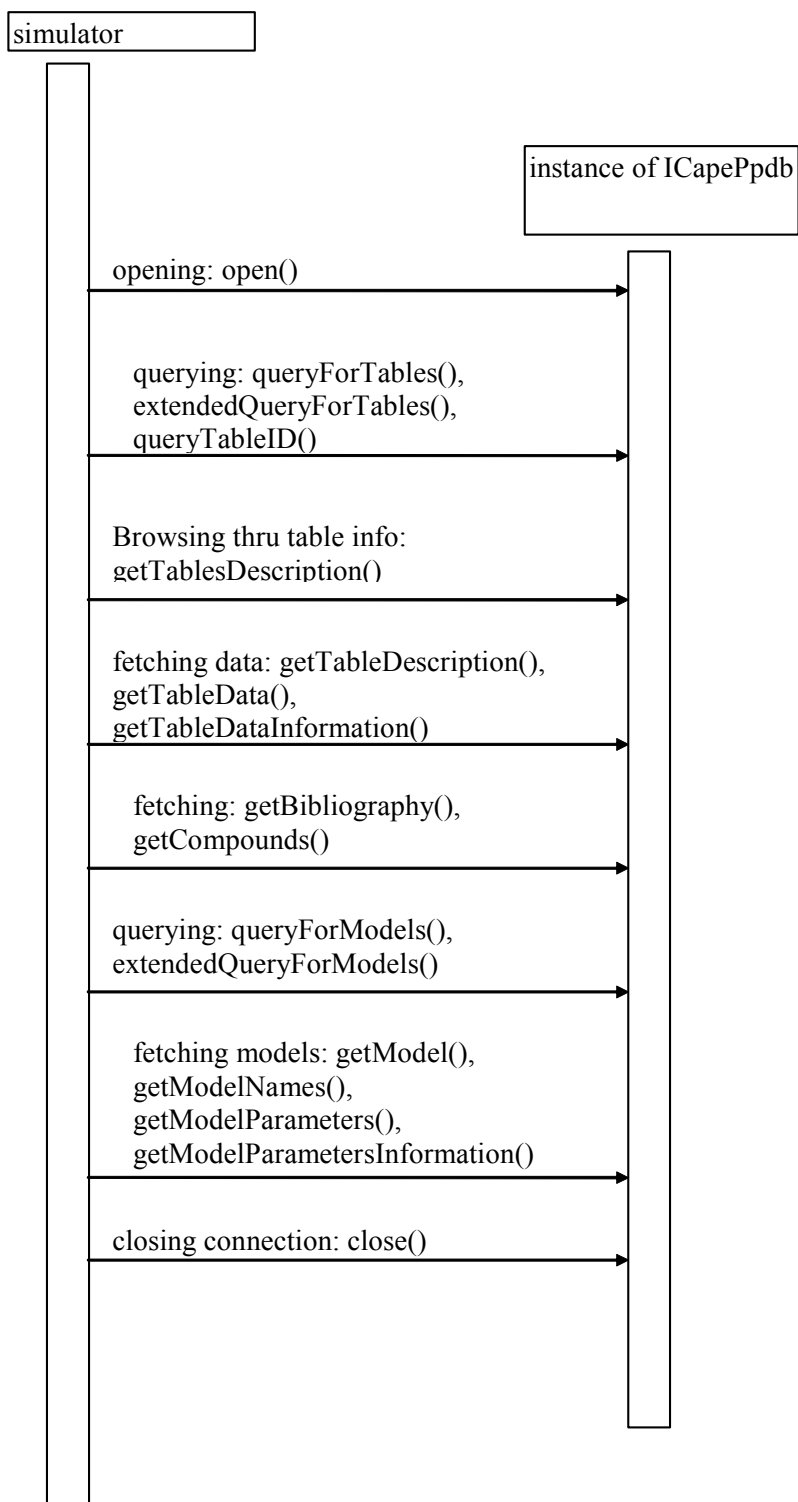 simulator
instance of ICapePpdb
opening: open()
querying: queryForTables(),
extendedQueryForTables(),
queryTableID()
Browsing thru table info:
getTablesDescription()
fetching data: getTableDescription(),
getTableData(),
getTableDataInformation()
fetching: getBibliography(),
getCompounds()
querying: queryForModels(),
extendedQueryForModels()
fetching models: getModel(),
getModelNames(),
getModelParameters(),
getModelParametersInformation()
closing connection: close()